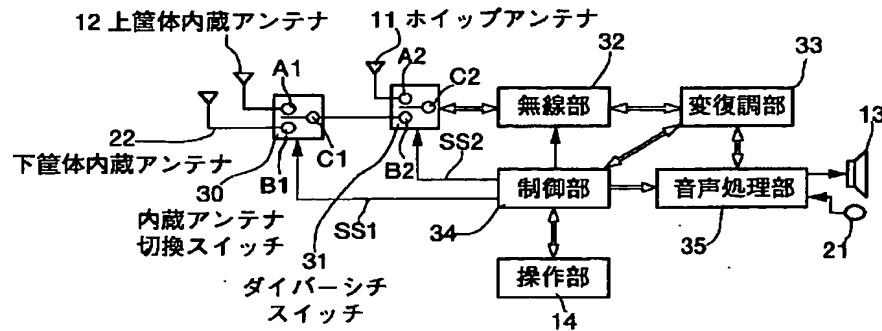 12 上筐体内蔵アンテナ
11 ホイップアンテナ
32
33
A1
A2
C2
無線部
変復調部
13
22
C1
B2
SS2
下筐体内蔵アンテナ
B1
30
制御部
音声処理部
内蔵アンテナ
切換スイッチ
SS1
31
34
35
21
ダイバーシチ
スイッチ
操作部
14